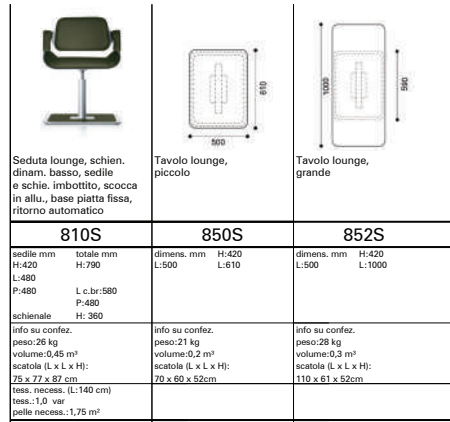 610
500
1000
590
Seduta lounge, schien.
dinam. basso, sedile
e schie. imbottito, scocca
in allu., base piatta fissa,
ritorno automatico
Tavolo lounge,
piccolo
Tavolo lounge,
grande
810S
850S
852S
sedile mm totale mm
H:420 H:790
L:480
P:480 L c.br:580
P:480
schienale H: 360
dimens. mm H:420
L:500 L:610
dimens. mm H:420
L:500 L:1000
info su confez.
peso:26 kg
volume:0,45 m³
scatola (L x L x H):
75 x 77 x 87 cm
info su confez.
peso:21 kg
volume:0,2 m³
scatola (L x L x H):
70 x 60 x 52cm
info su confez.
peso:28 kg
volume:0,3 m³
scatola (L x L x H):
110 x 61 x 52cm
tess. necess. (L:140 cm)
tess.:1,0 var
pelle necess.:1,75 m²